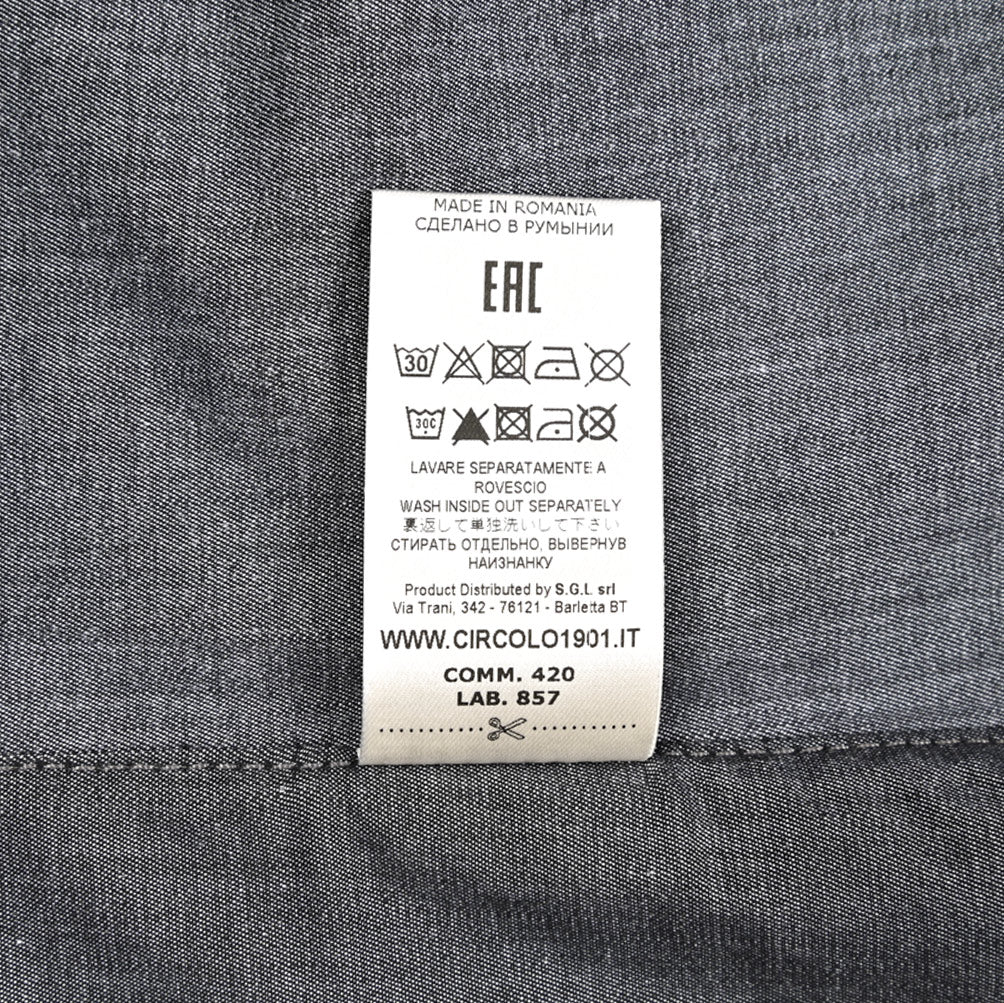 MADE IN ROMANIA
СДЕЛАНО В РУМЫНИИ
EAC
30
30C
LAVARE SEPARATAMENTE A
ROVESCIO
WASH INSIDE OUT SEPARATELY
裏返して単独洗いして下さい
СТИРАТЬ ОТДЕЛЬНО, ВЫВЕРНУВ
НАИЗНАНКУ
Product Distributed by S.G.L srl
Via Trani, 342 - 76121 - Barletta BT
WWW.CIRCOLO1901.IT
COMM. 420
LAB. 857